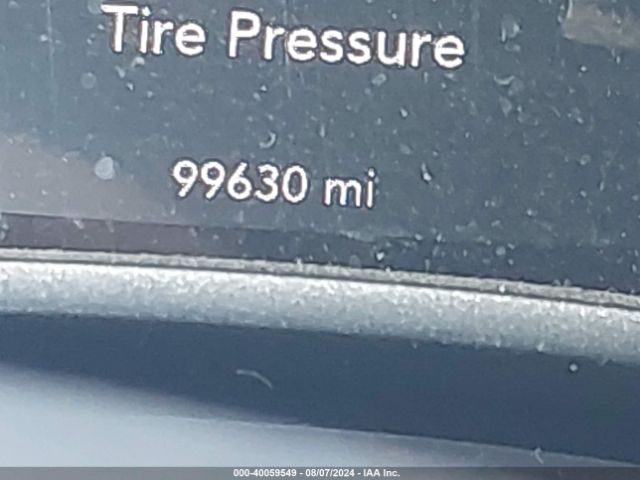 Tire Pressure
99630 mi
000-40059549 - 08/07/2024 - IAA Inc.